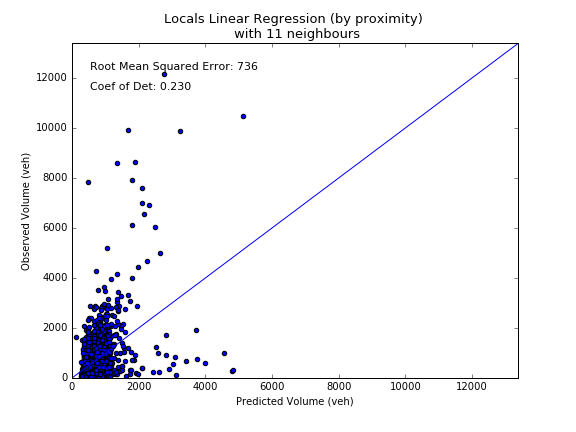 Locals Linear Regression (by proximity)
with 11 neighbours
Root Mean Squared Error: 736
Coef of Det: 0.230
Observed Volume (veh)
12000
10000
8000
6000
4000
2000
0
0 2000 4000 6000 8000 10000 12000
Predicted Volume (veh)